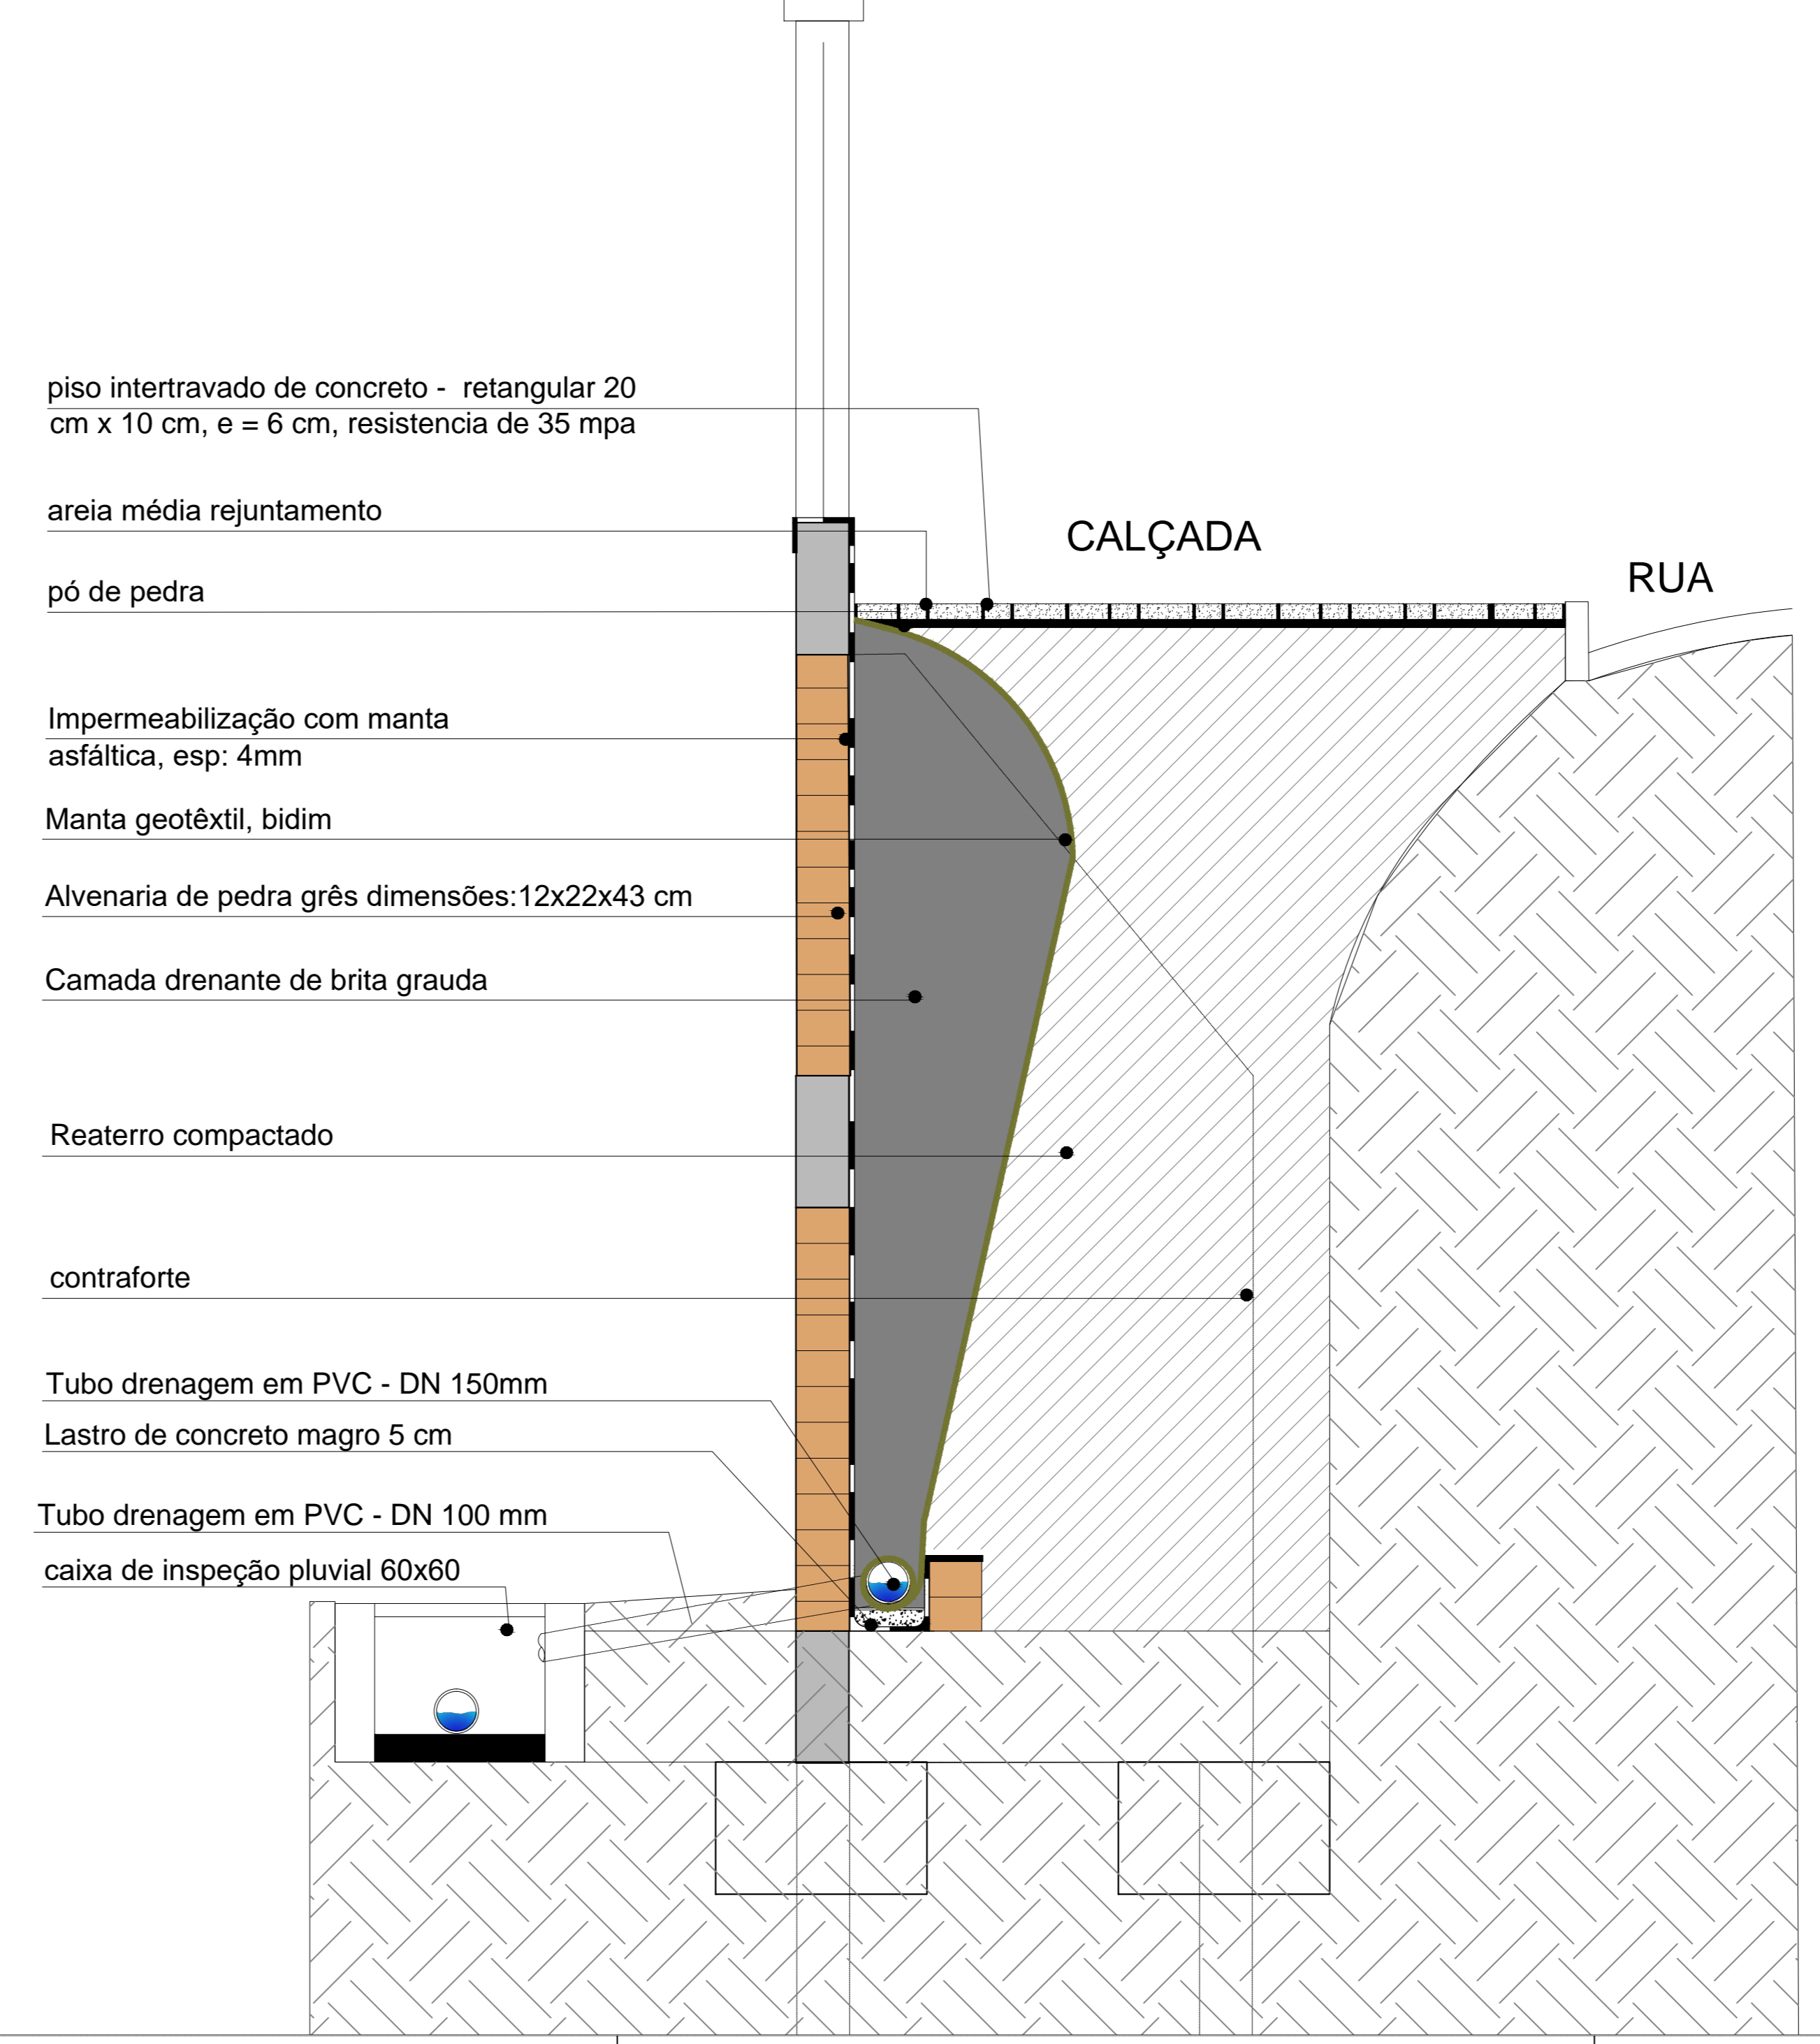 piso intertravado de concreto - retangular 20
cm x 10 cm, e = 6 cm, resistencia de 35 mpa
areia média rejuntamento
CALÇADA
RUA
pó de pedra
Impermeabilização com manta
asfáltica, esp: 4mm
Manta geotêxtil, bidim
Alvenaria de pedra grês dimensões:12x22x43 cm
Camada drenante de brita grauda
Reaterro compactado
contraforte
Tubo drenagem em PVC - DN 150mm
Lastro de concreto magro 5 cm
Tubo drenagem em PVC - DN 100 mm
caixa de inspeção pluvial 60x60